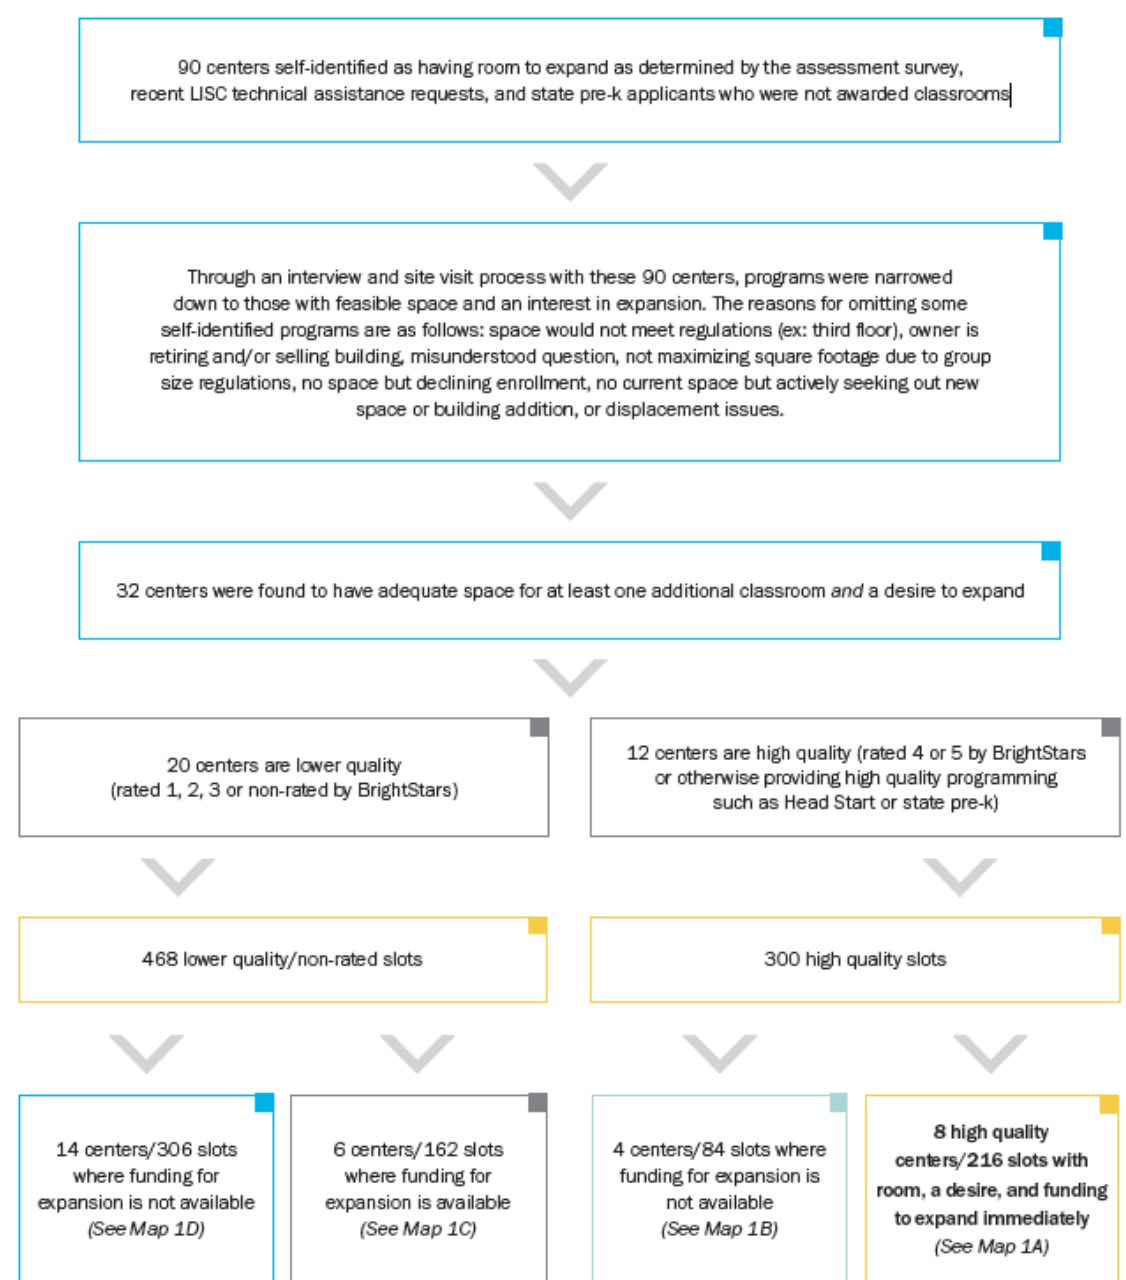 90 centers self-identified as having room to expand as determined by the assessment survey,
recent LISC technical assistance requests, and state pre-k applicants who were not awarded classrooms
Through an interview and site visit process with these 90 centers, programs were narrowed
down to those with feasible space and an interest in expansion. The reasons for omitting some
self-identified programs are as follows: space would not meet regulations (ex: third floor), owner is
retiring and/or selling building, misunderstood question, not maximizing square footage due to group
size regulations, no space but declining enrollment, no current space but actively seeking out new
space or building addition, or displacement issues.
32 centers were found to have adequate space for at least one additional classroom and a desire to expand
20 centers are lower quality
(rated 1, 2, 3 or non-rated by BrightStars)
12 centers are high quality (rated 4 or 5 by BrightStars
or otherwise providing high quality programming
such as Head Start or state pre-k)
468 lower quality/non-rated slots
300 high quality slots
14 centers/306 slots
where funding for
expansion is not available
(See Map 1D)
6 centers/162 slots
where funding for
expansion is available
(See Map 1C)
4 centers/84 slots where
funding for expansion is
not available
(See Map 1B)
8 high quality
centers/216 slots with
room, a desire, and funding
to expand immediately
(See Map 1A)